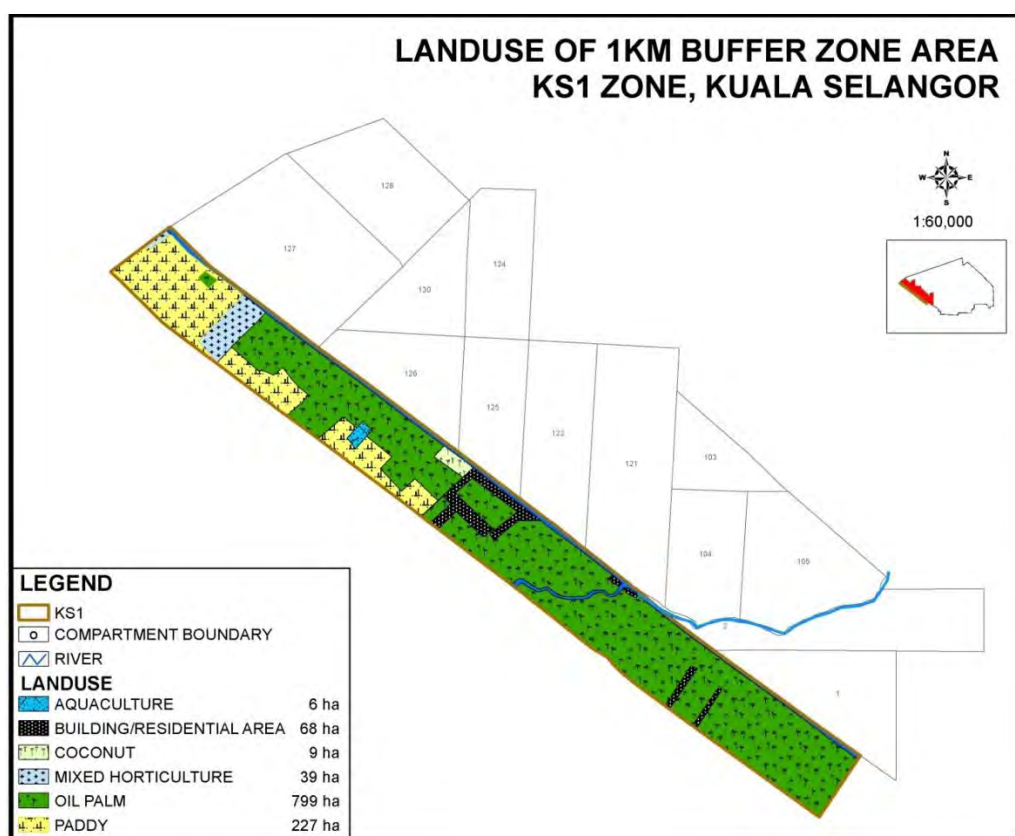 LANDUSE OF 1KM BUFFER ZONE AREA
KS1 ZONE, KUALA SELANGOR
N
W E
S
1:60,000
128
127
124
130
126
125
122
121
103
104
105
2
1
LEGEND
KS1
COMPARTMENT BOUNDARY
RIVER
LANDUSE
AQUACULTURE 6 ha
BUILDING/RESIDENTIAL AREA 68 ha
COCONUT 9 ha
MIXED HORTICULTURE 39 ha
OIL PALM 799 ha
PADDY 227 ha